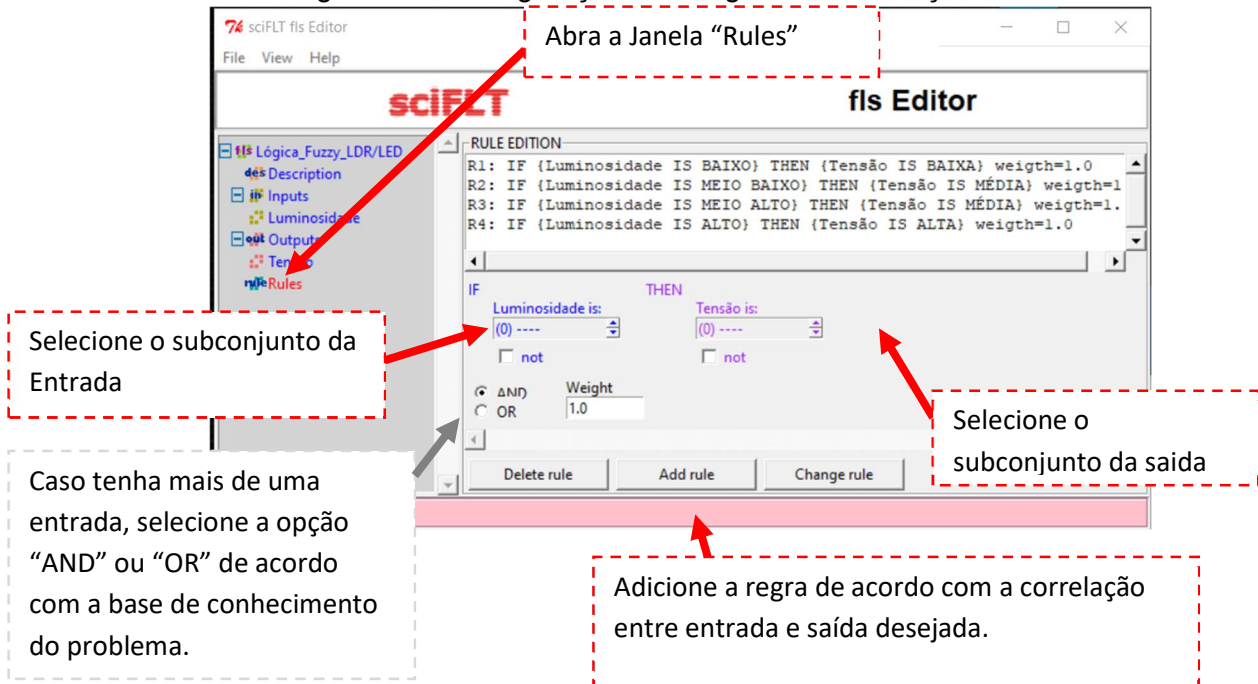 sciFLT fls Editor
Abra a Janela “Rules”
File View Help
sciFLT
fls Editor
fls Lógica_Fuzzy_LDR/LED
des Description
in Inputs
Luminosidade
out Outputs
Rules
RULE EDITION
R1: IF {Luminosidade IS BAIXO} THEN {Tensão IS BAIXA} weigth=1.0
R2: IF {Luminosidade IS MEIO BAIXO} THEN {Tensão IS MÉDIA} weigth=1
R3: IF {Luminosidade IS MEIO ALTO} THEN {Tensão IS MÉDIA} weigth=1.
R4: IF {Luminosidade IS ALTO} THEN {Tensão IS ALTA} weigth=1.0
IF THEN
Luminosidade is: Tensão is:
(0) ---- (0) ----
not not
AND Weight
OR 1.0
Delete rule Add rule Change rule
Selecione o subconjunto da
Entrada
Selecione o
subconjunto da saida
Caso tenha mais de uma
entrada, selecione a opção
“AND” ou “OR” de acordo
com a base de conhecimento
do problema.
Adicione a regra de acordo com a correlação
entre entrada e saída desejada.